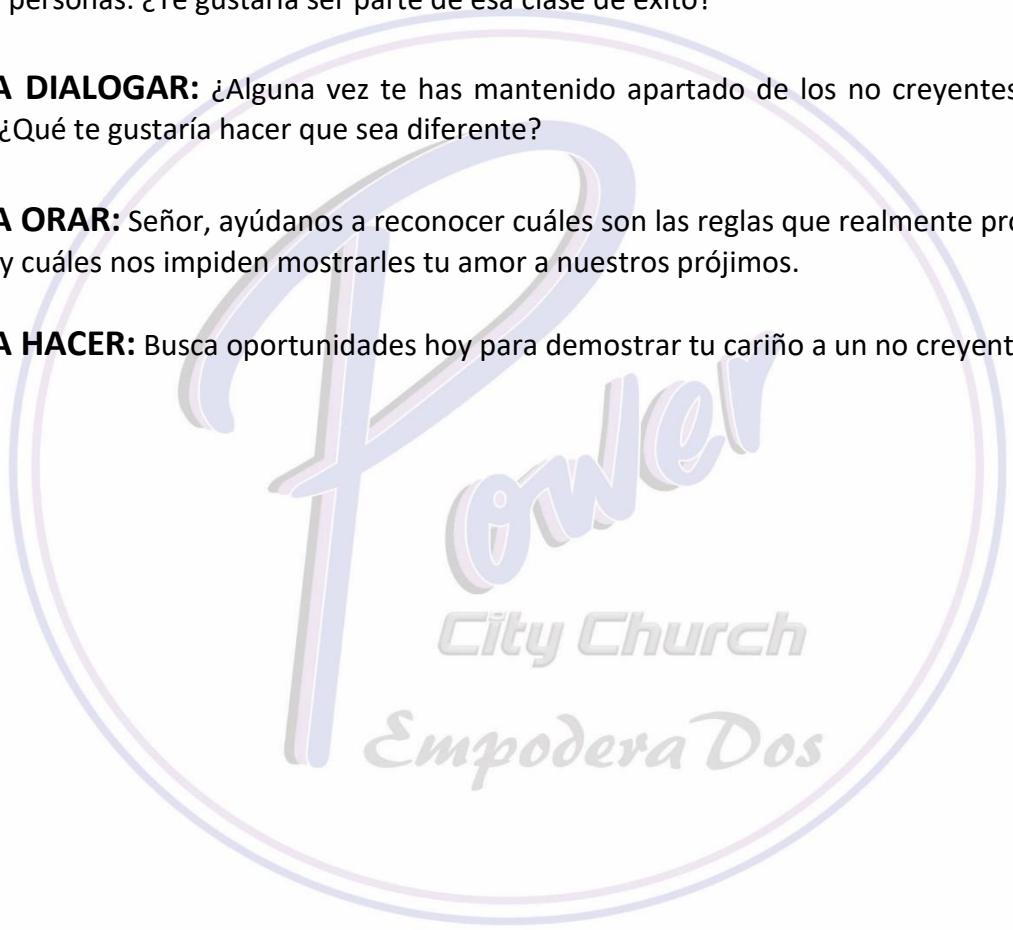 personas. ¿Te gustaría ser parte de esa clase de éxito?
A DIALOGAR: ¿Alguna vez te has mantenido apartado de los no creyentes
¿Qué te gustaría hacer que sea diferente?
A ORAR: Señor, ayúdanos a reconocer cuáles son las reglas que realmente
y cuáles nos impiden mostrarles tu amor a nuestros prójimos.
A HACER: Busca oportunidades hoy para demostrar tu cariño a un no
Power
City Church
Empodera Dos